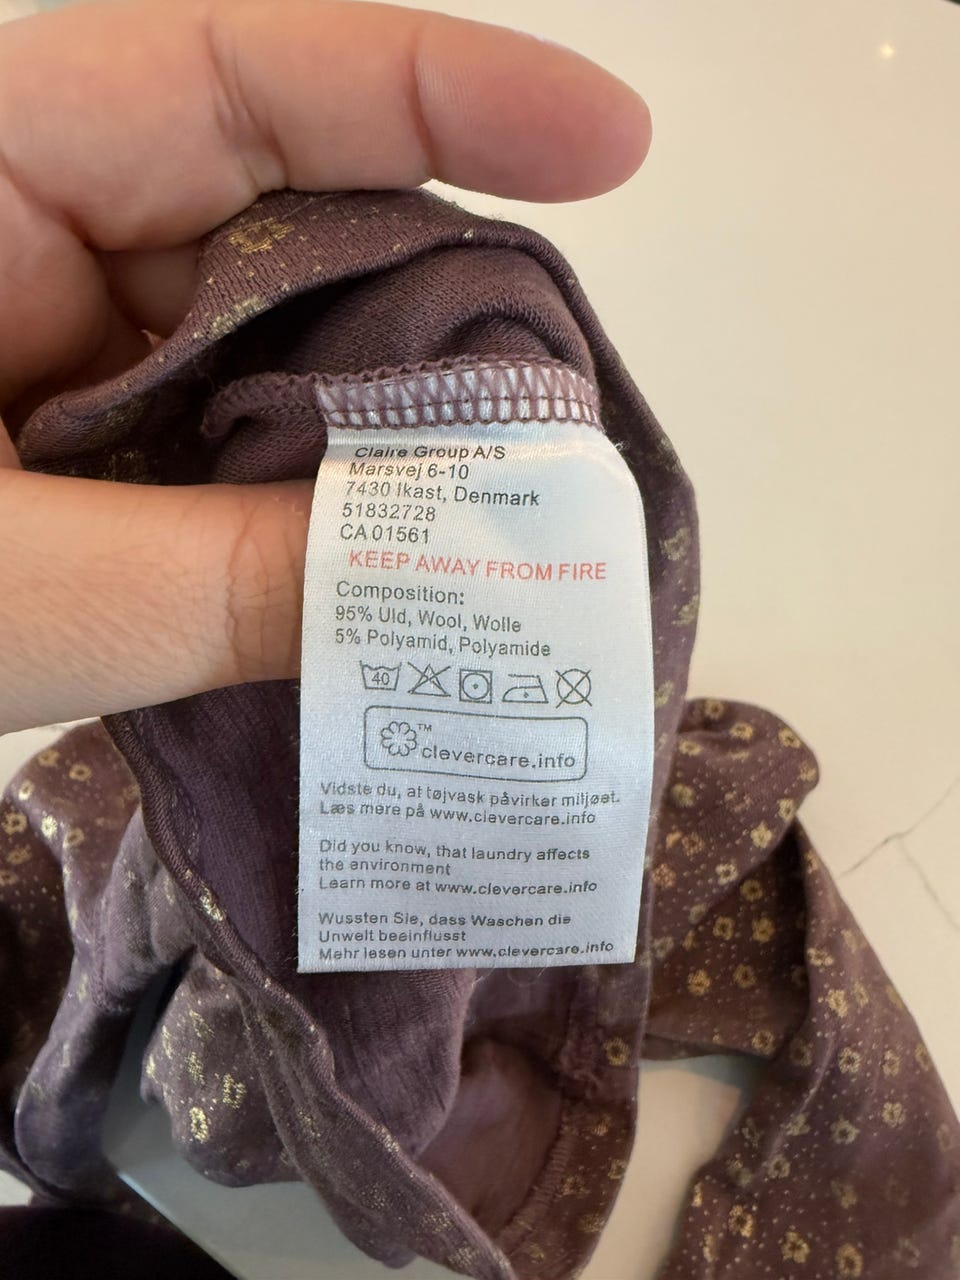 Claire Group A/S
Marsvej 6-10
7430 Ikast, Denmark
51832728
CA 01561
KEEP AWAY FROM FIRE
Composition:
95% Uld, Wool, Wolle
5% Polyamid, Polyamide
40
™
clevercare.info
Vidste du, at tøjvask påvirker miljøet.
Læs mere på www.clevercare.info
Did you know, that laundry affects
the environment
Learn more at www.clevercare.info
Wussten Sie, dass Waschen die
Unwelt beeinflusst
Mahr lesen unter www.clevercare.info